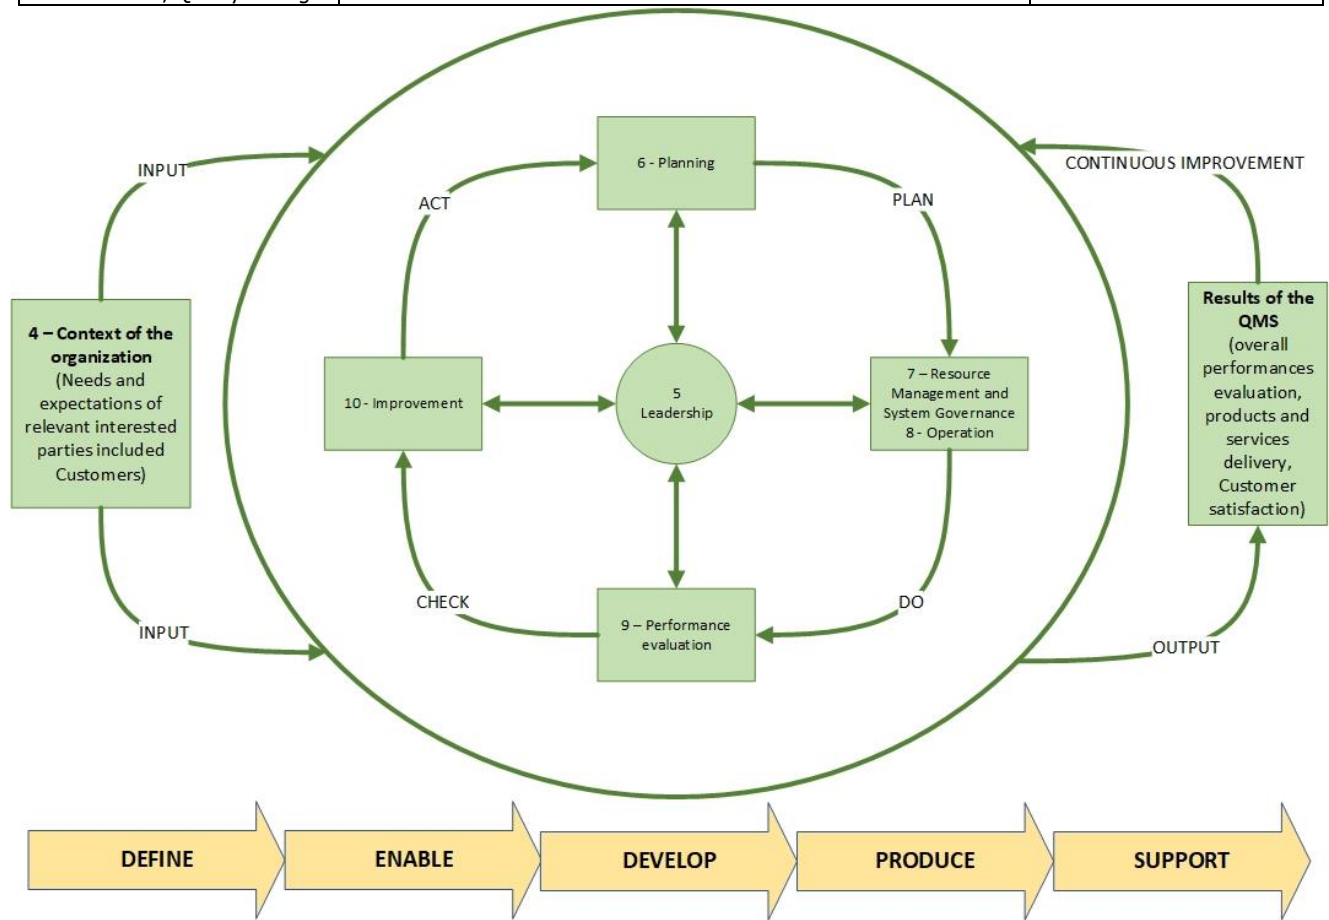 6 - Planning
INPUT
CONTINUOUS IMPROVEMENT
ACT
PLAN
4 – Context of the
organization
(Needs and
expectations of
relevant interested
parties included
Customers)
10 - Improvement
5
Leadership
7 – Resource
Management and
System Governance
8 - Operation
Results of the
QMS
(overall
performances
evaluation,
products and
services
delivery,
Customer
satisfaction)
CHECK
DO
INPUT
9 – Performance
evaluation
OUTPUT
DEFINE
ENABLE
DEVELOP
PRODUCE
SUPPORT